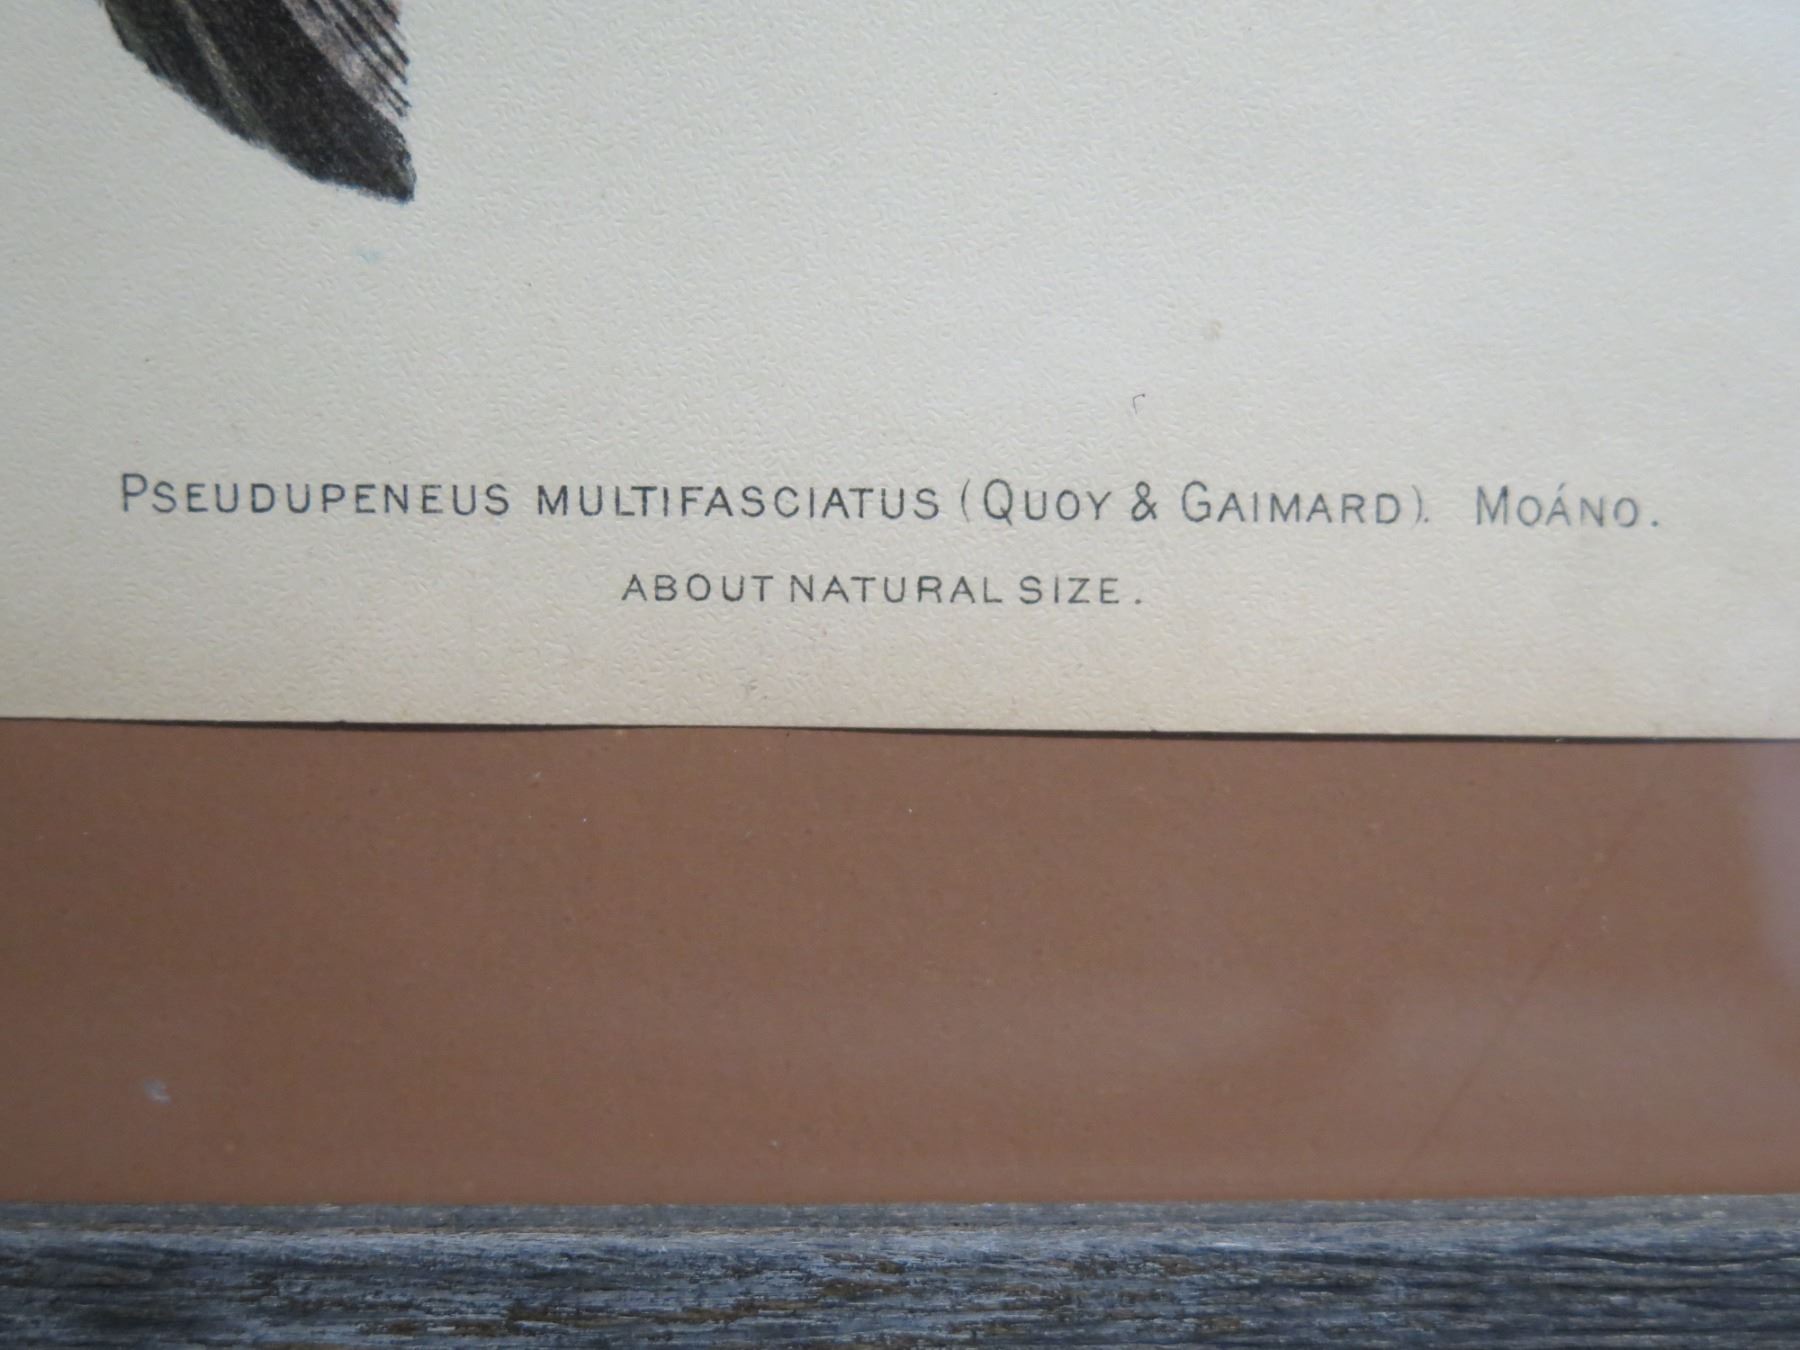 PSEUDUPENEUS MULTIFASCIATUS (QUOY & GAIMARD). MOÁNO.
ABOUT NATURAL SIZE.